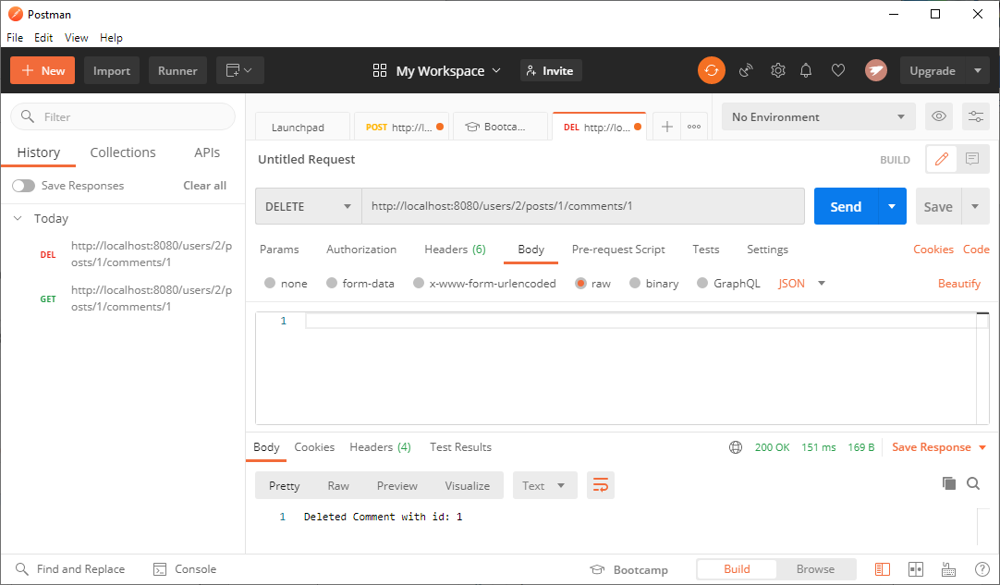 Postman
File Edit View Help
New Import Runner My Workspace Invite Upgrade
Filter
History Collections APIs
Save Responses Clear all
Today
DEL http://localhost:8080/users/2/p
osts/1/comments/1
GET http://localhost:8080/users/2/p
osts/1/comments/1
Launchpad POST http://l... Bootca... DEL http://lo... No Environment
Untitled Request BUILD
DELETE http://localhost:8080/users/2/posts/1/comments/1 Send Save
Params Authorization Headers (6) Body Pre-request Script Tests Settings Cookies Code
none form-data x-www-form-urlencoded raw binary GraphQL JSON Beautify
1
Body Cookies Headers (4) Test Results 200 OK 151 ms 169 B Save Response
Pretty Raw Preview Visualize Text
1 Deleted Comment with id: 1
Find and Replace Console Bootcamp Build Browse